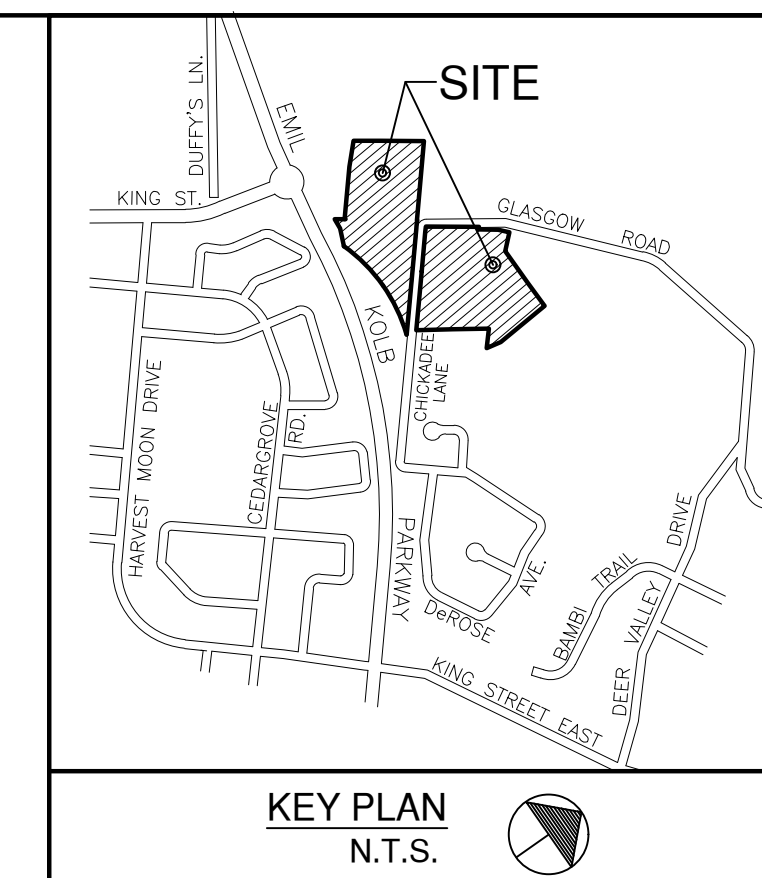 SITE
DUFFY'S LN.
EMIL
KING ST.
GLASGOW ROAD
KOLB
CHICKADEE
LANE
HARVEST MOON DRIVE
CEDARGROVE
RD.
PARKWAY
DeROSE
AVE.
BAMBI TRAIL
DRIVE
DEER VALLEY
KING STREET EAST
KEY PLAN
N.T.S.